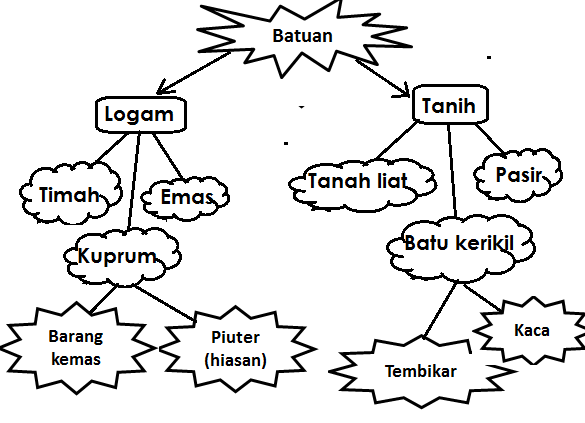 Batuan
Logam
Tanih
Timah
Emas
Tanah liat
Pasir
Kuprum
Batu kerikil
Barang
kemas
Piuter
(hiasan)
Tembikar
Kaca